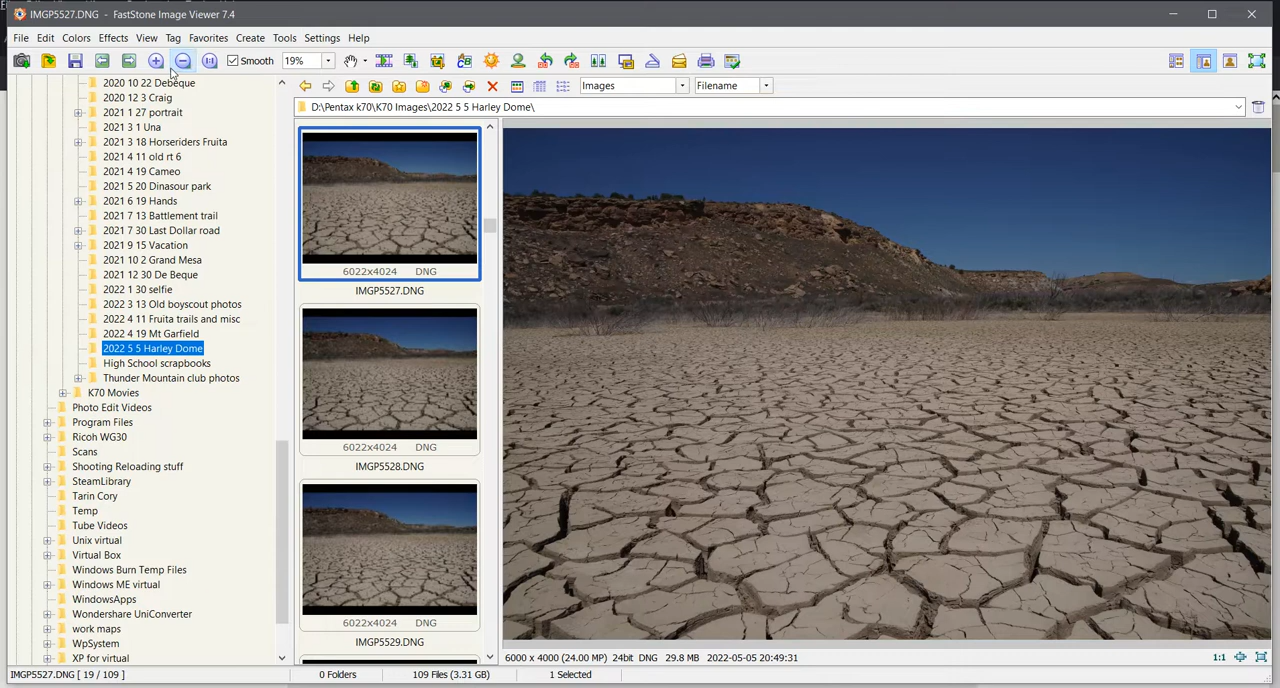 IMGP5527.DNG - FastStone Image Viewer 7.4
File Edit Colors Effects View Tag Favorites Create Tools Settings Help
Smooth 19%
Images Filename
D:\Pentax k70\K70 Images\2022 5 5 Harley Dome\
2020 10 22 Debeque
2020 12 3 Craig
2021 1 27 portrait
2021 3 1 Una
2021 3 18 Horseriders Fruita
2021 4 11 old rt 6
2021 4 19 Cameo
2021 5 20 Dinasour park
2021 6 19 Hands
2021 7 13 Battlement trail
2021 7 30 Last Dollar road
2021 9 15 Vacation
2021 10 2 Grand Mesa
2021 12 30 De Beque
2022 1 30 selfie
2022 3 13 Old boyscout photos
2022 4 11 Fruita trails and misc
2022 4 19 Mt Garfield
2022 5 5 Harley Dome
High School scrapbooks
Thunder Mountain club photos
K70 Movies
Photo Edit Videos
Program Files
Ricoh WG30
Scans
Shooting Reloading stuff
SteamLibrary
Tarin Cory
Temp
Tube Videos
Unix virtual
Virtual Box
Windows Burn Temp Files
Windows ME virtual
WindowsApps
Wondershare UniConverter
work maps
WpSystem
XP for virtual
6022x4024 DNG
IMGP5527.DNG
6022x4024 DNG
IMGP5528.DNG
6022x4024 DNG
IMGP5529.DNG
6000 x 4000 (24.00 MP) 24bit DNG 29.8 MB 2022-05-05 20:49:31
1:1
IMGP5527.DNG [ 19 / 109 ]
0 Folders
109 Files (3.31 GB)
1 Selected